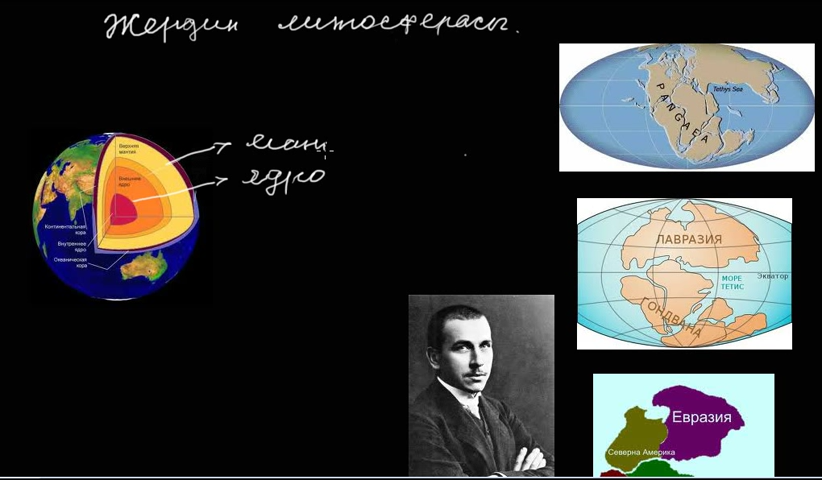 Жердин литосферасы.
Tethys Sea
PANGAEA
Верхняя
мантия
Внешнее
ядро
мант
ядро
Континентальная
кора
Внутреннее
ядро
Океаническая
кора
ЛАВРАЗИЯ
Экватор
МОРЕ
ТЕТИС
ГОНДВАНА
Евразия
Северна Америка